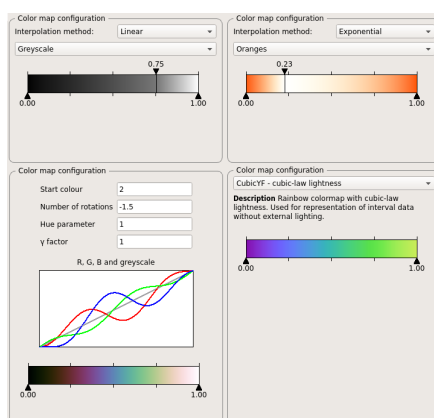 Color map configuration
Interpolation method: Linear
Greyscale
0.75
0.00 1.00
Color map configuration
Interpolation method: Exponential
Oranges
0.23
0.00 1.00
Color map configuration
Start colour 2
Number of rotations -1.5
Hue parameter 1
γ factor 1
R, G, B and greyscale
0.00 1.00
Color map configuration
CubicYF - cubic-law lightness
Description Rainbow colormap with cubic-law
lightness. Used for representation of interval data
without external lighting.
0.00 1.00